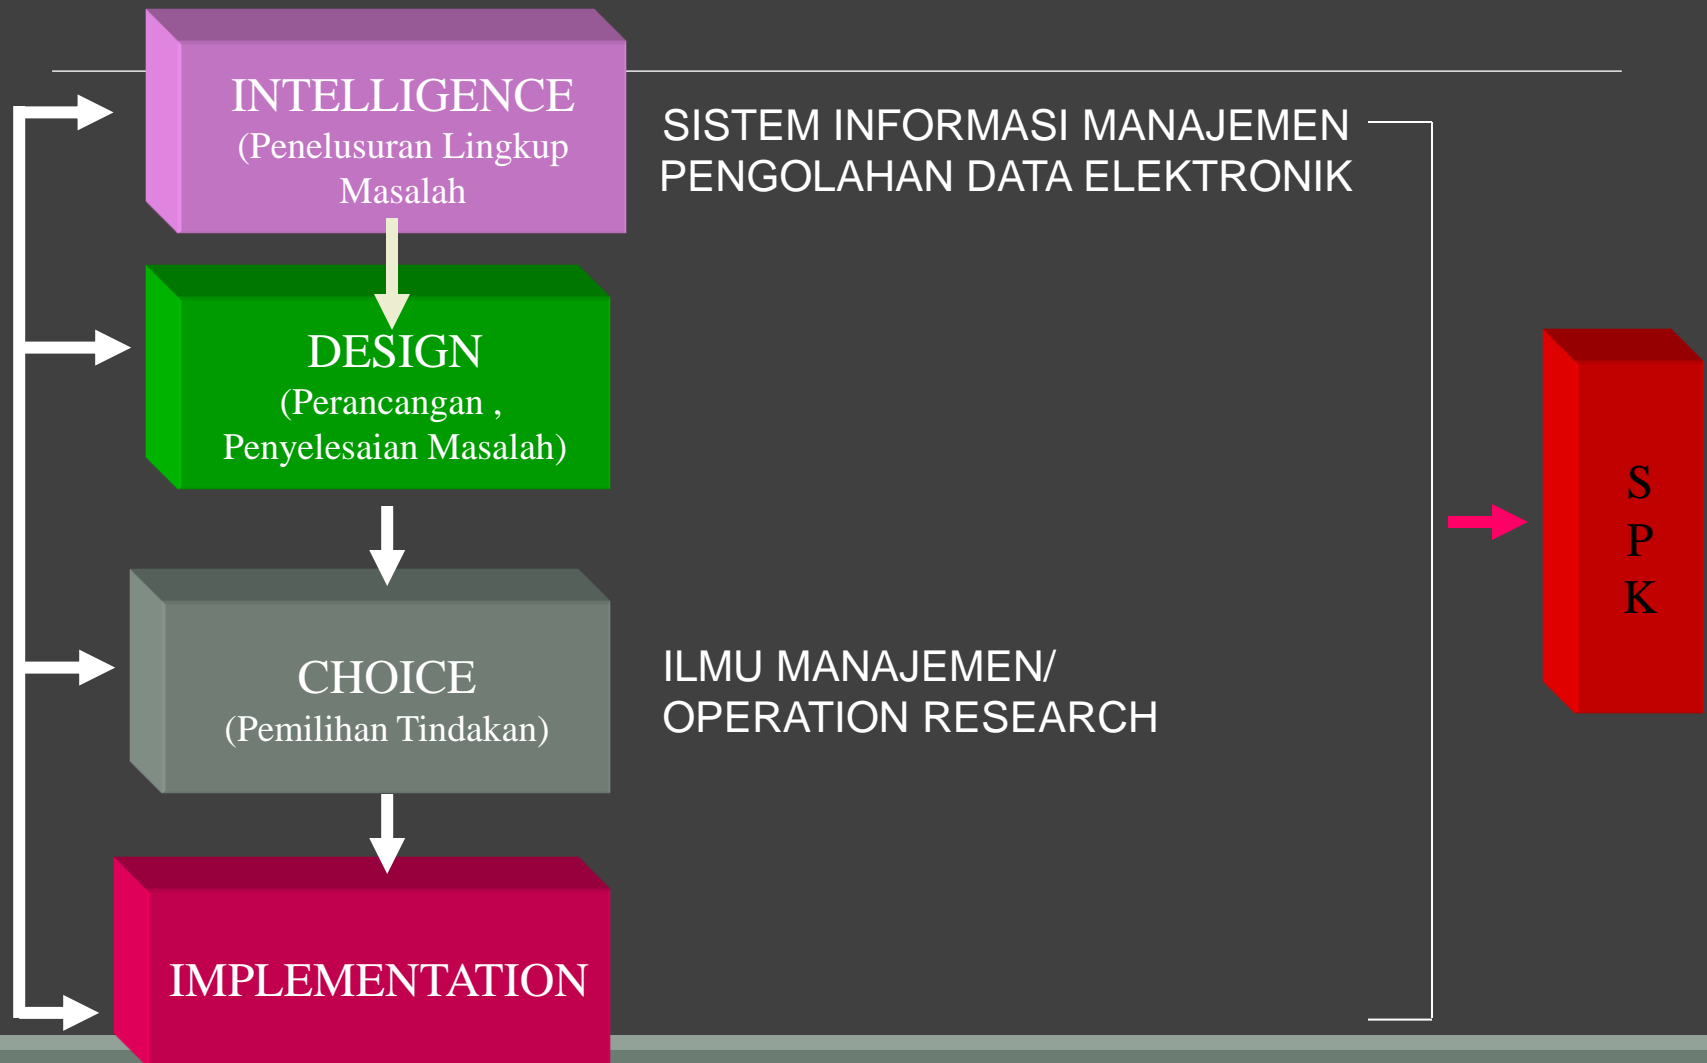 INTELLIGENCE
(Penelusuran Lingkup
Masalah
SISTEM INFORMASI MANAJEMEN
PENGOLAHAN DATA ELEKTRONIK
DESIGN
(Perancangan ,
Penyelesaian Masalah)
CHOICE
(Pemilihan Tindakan)
ILMU MANAJEMEN/
OPERATION RESEARCH
IMPLEMENTATION
S
P
K